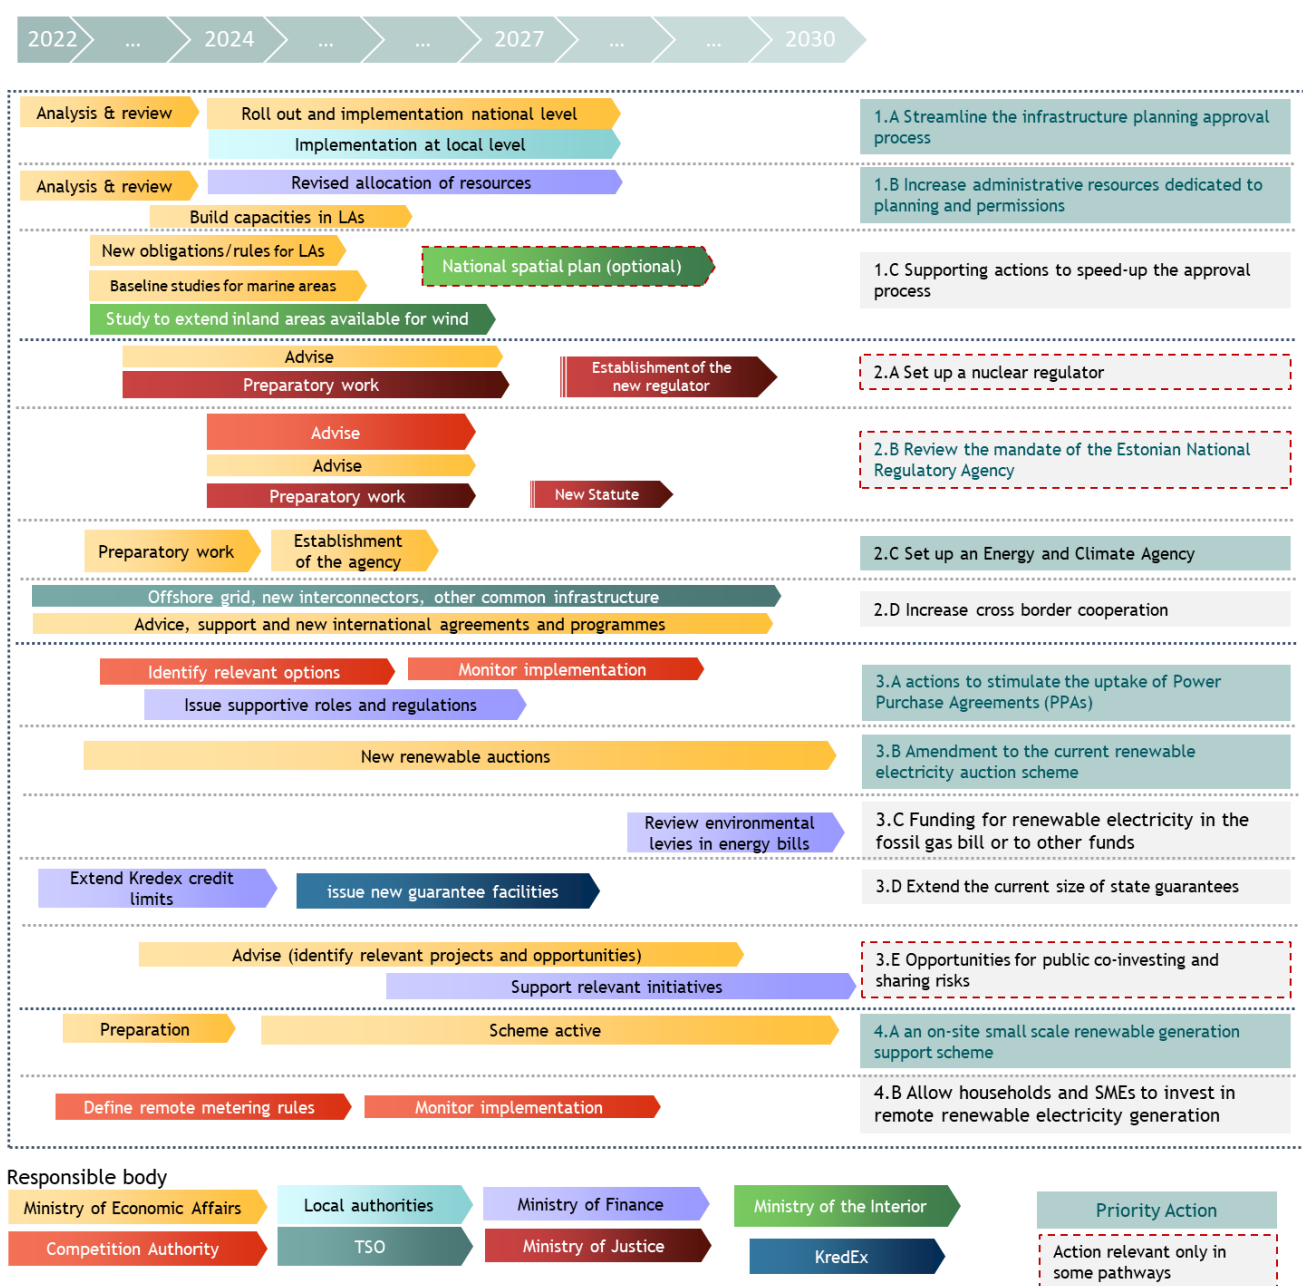 2022
...
2024
...
...
2027
...
...
2030
Analysis & review
Roll out and implementation national level
Implementation at local level
1.A Streamline the infrastructure planning approval
process
Analysis & review
Revised allocation of resources
Build capacities in LAs
1.B Increase administrative resources dedicated to
planning and permissions
New obligations/rules for LAs
Baseline studies for marine areas
Study to extend inland areas available for wind
National spatial plan (optional)
1.C Supporting actions to speed-up the approval
process
Advise
Preparatory work
Establishment of the
new regulator
2.A Set up a nuclear regulator
Advise
Advise
Preparatory work
New Statute
2.B Review the mandate of the Estonian National
Regulatory Agency
Preparatory work
Establishment
of the agency
2.C Set up an Energy and Climate Agency
Offshore grid, new interconnectors, other common infrastructure
Advice, support and new international agreements and programmes
2.D Increase cross border cooperation
Identify relevant options
Monitor implementation
Issue supportive roles and regulations
3.A actions to stimulate the uptake of Power
Purchase Agreements (PPAs)
New renewable auctions
3.B Amendment to the current renewable
electricity auction scheme
Review environmental
levies in energy bills
3.C Funding for renewable electricity in the
fossil gas bill or to other funds
Extend Kredex credit
limits
issue new guarantee facilities
3.D Extend the current size of state guarantees
Advise (identify relevant projects and opportunities)
Support relevant initiatives
3.E Opportunities for public co-investing and
sharing risks
Preparation
Scheme active
4.A an on-site small scale renewable generation
support scheme
Define remote metering rules
Monitor implementation
4.B Allow households and SMEs to invest in
remote renewable electricity generation
Responsible body
Ministry of Economic Affairs
Local authorities
Ministry of Finance
Ministry of the Interior
Priority Action
Competition Authority
TSO
Ministry of Justice
KredEx
Action relevant only in
some pathways